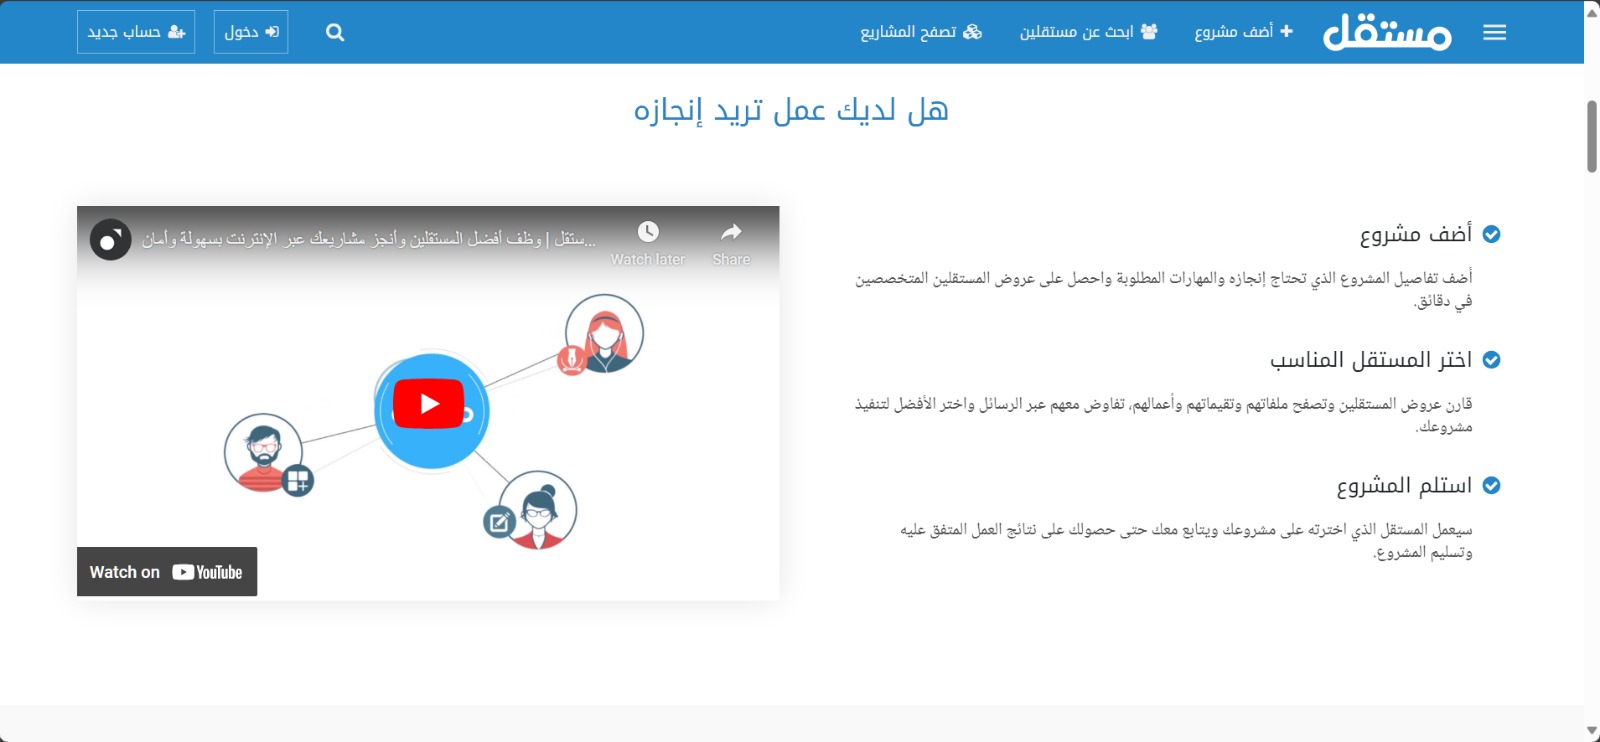 مستقل
أضف مشروع
ابحث عن مستقلين
تصفح المشاريع
دخول
حساب جديد
هل لديك عمل تريد إنجازه
أضف مشروع
أضف تفاصيل المشروع الذي تحتاج إنجازه والمهارات المطلوبة واحصل على عروض المستقلين المتخصصين
في دقائق.
اختر المستقل المناسب
قارن عروض المستقلين وتصفح ملفاتهم وتقيماتهم وأعمالهم، تفاوض معهم عبر الرسائل واختر الأفضل لتنفيذ
مشروعك.
استلم المشروع
سيعمل المستقل الذي اخترته على مشروعك ويتابع معك حتى حصولك على نتائج العمل المتفق عليه
وتسليم المشروع.
ستقل | وظف أفضل المستقلين وأنجز مشاريعك عبر الإنترنت بسهولة وأمان...
Watch later
Share
Watch on YouTube